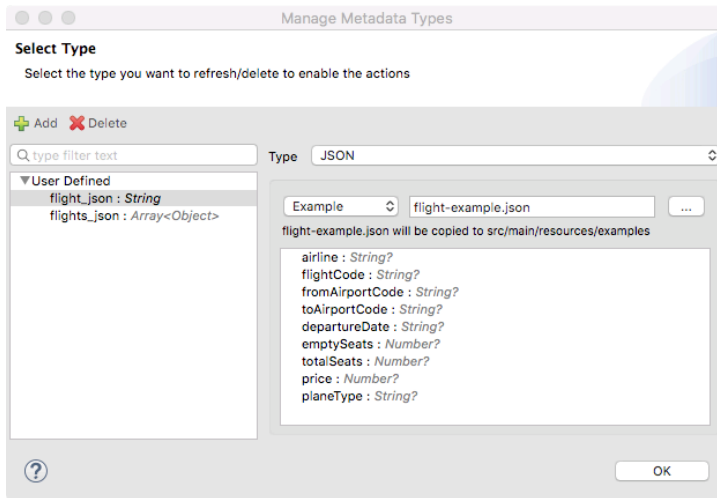 Manage Metadata Types
Select Type
Select the type you want to refresh/delete to enable the actions
Add Delete
type filter text
Type JSON
User Defined
flight_json : String
flights_json : Array<Object>
Example flight-example.json ...
flight-example.json will be copied to src/main/resources/examples
airline : String?
flightCode : String?
fromAirportCode : String?
toAirportCode : String?
departureDate : String?
emptySeats : Number?
totalSeats : Number?
price : Number?
planeType : String?
?
OK